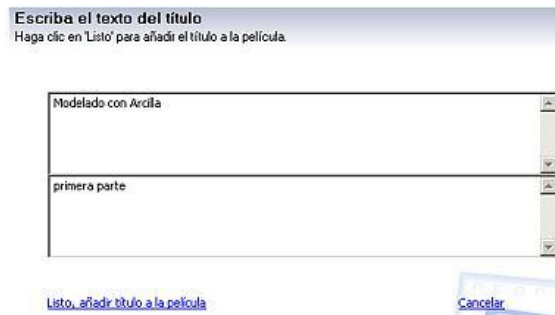 Escriba el texto del título
Haga clic en 'Listo' para añadir el título a la película.
Modelado con Arcilla
primera parte
Listo, añadir título a la película
Cancelar